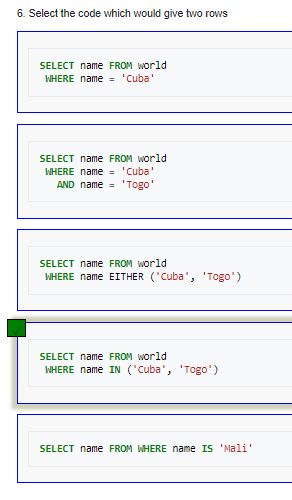 6. Select the code which would give two rows
SELECT name FROM world
WHERE name = 'Cuba'
SELECT name FROM world
WHERE name = 'Cuba'
AND name = 'Togo'
SELECT name FROM world
WHERE name EITHER ('Cuba', 'Togo')
SELECT name FROM world
WHERE name IN ('Cuba', 'Togo')
SELECT name FROM WHERE name IS 'Mali'